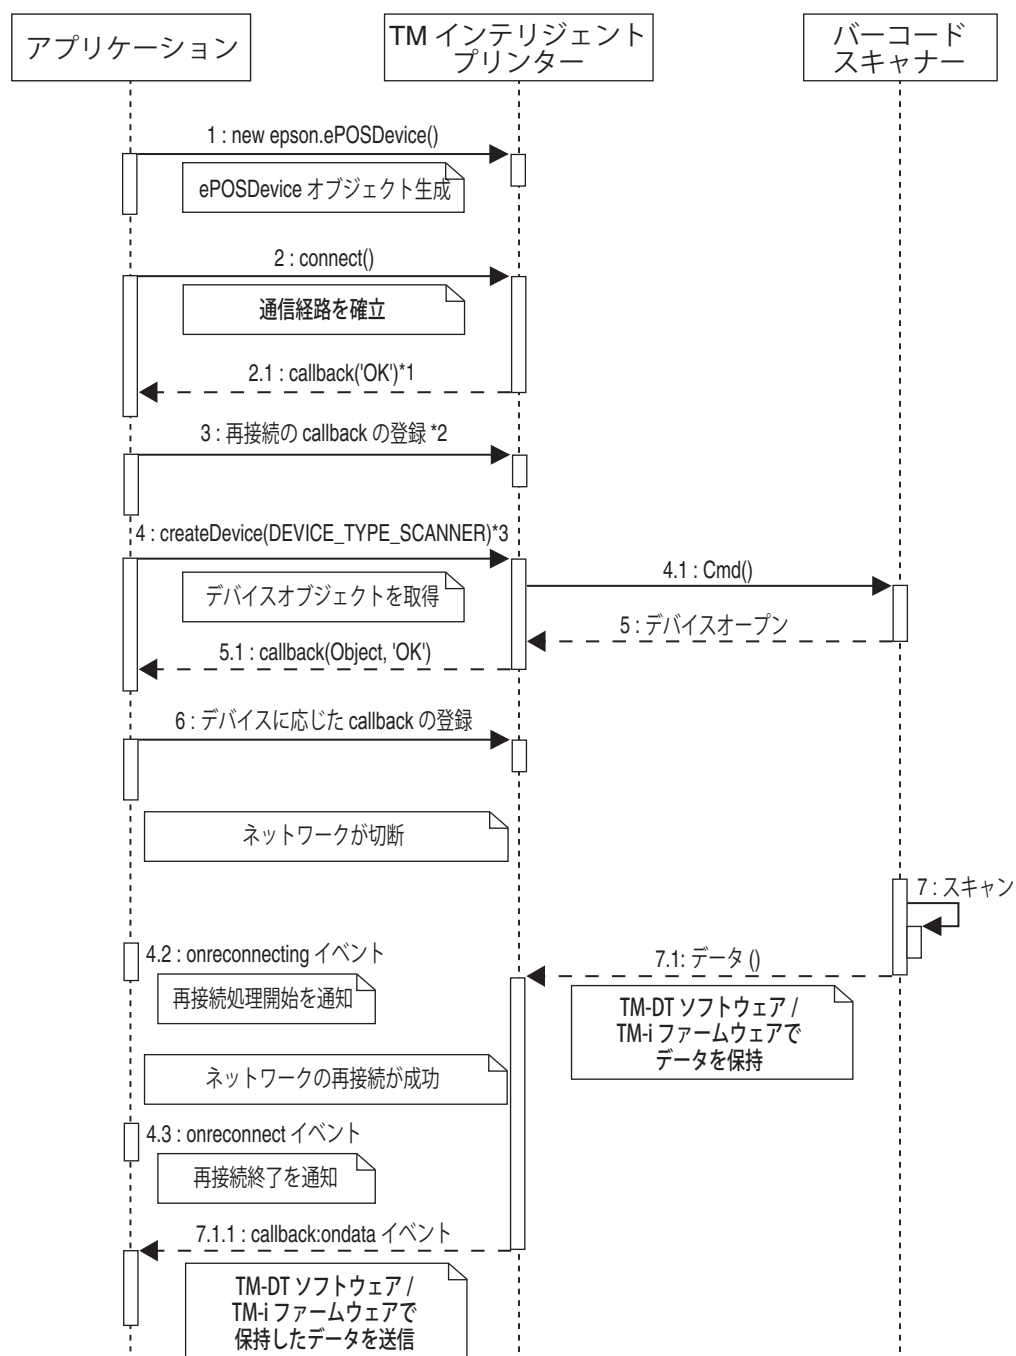 アプリケーション
TM インテリジェント
プリンター
バーコード
スキャナー
1 : new epson.ePOSDevice()
ePOSDevice オブジェクト生成
2 : connect()
通信経路を確立
2.1 : callback('OK')*1
3 : 再接続の callback の登録 *2
4 : createDevice(DEVICE_TYPE_SCANNER)*3
4.1 : Cmd()
デバイスオブジェクトを取得
5 : デバイスオープン
5.1 : callback(Object, 'OK')
6 : デバイスに応じた callback の登録
ネットワークが切断
7 : スキャン
4.2 : onreconnecting イベント
7.1: データ ()
再接続処理開始を通知
TM-DT ソフトウェア /
TM-i ファームウェアで
データを保持
ネットワークの再接続が成功
4.3 : onreconnect イベント
再接続終了を通知
7.1.1 : callback:ondata イベント
TM-DT ソフトウェア /
TM-i ファームウェアで
保持したデータを送信